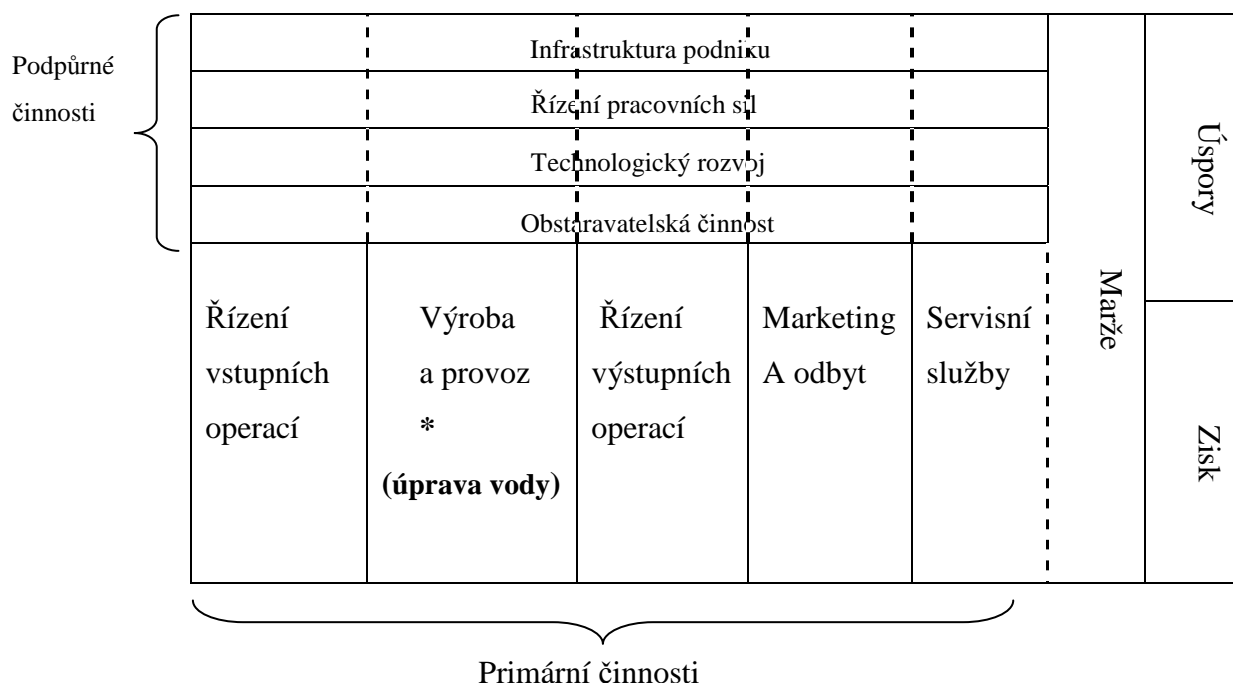 Podpůrné
činnosti
Infrastruktura podniku
Řízení pracovních sil
Technologický rozvoj
Obstaravatelská činnost
Řízení
vstupních
operací
Výroba
a provoz
*
(úprava vody)
Řízení
výstupních
operací
Marketing
A odbyt
Servisní
služby
Marže
Úspory
Zisk
Primární činnosti